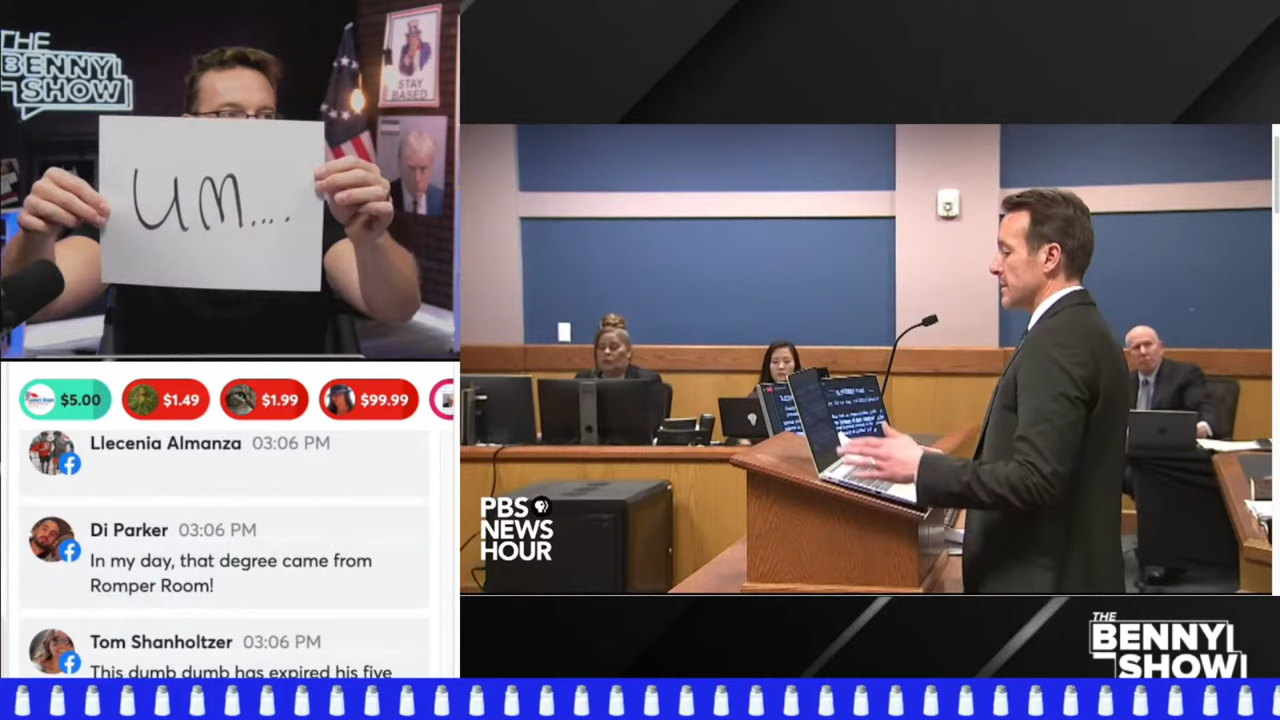 THE
BENNY
SHOW
STAY
BASED
UM....
$5.00
$1.49
$1.99
$99.99
Llecenia Almanza 03:06 PM
Di Parker 03:06 PM
In my day, that degree came from
Romper Room!
Tom Shanholtzer 03:06 PM
This dumb dumb has expired his five
PBS
NEWS
HOUR
THE
BENNY
SHOW